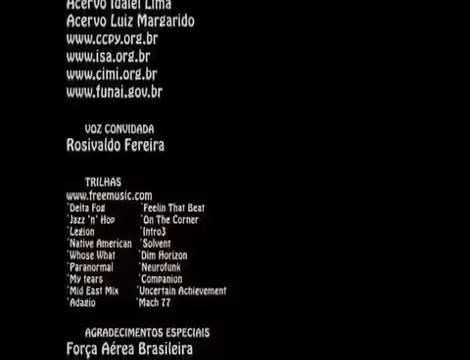 Acervo Idalei Lima
Acervo Luiz Margarido
www.ccpy.org.br
www.isa.org.br
www.cimi.org.br
www.funai.gov.br
VOZ CONVIDADA
Rosivaldo Fereira
TRILHAS
www.freemusic.com
*Delta Fog *Feelin That Beat
*Jazz 'n' Hop *On The Corner
*Legion *Intro3
*Native American *Solvent
*Whose What *Dim Horizon
*Paranormal *Neurofunk
*My tears *Companion
*Mid East Mix *Uncertain Achievement
*Adagio *Mach 77
AGRADECIMENTOS ESPECIAIS
Força Aérea Brasileira